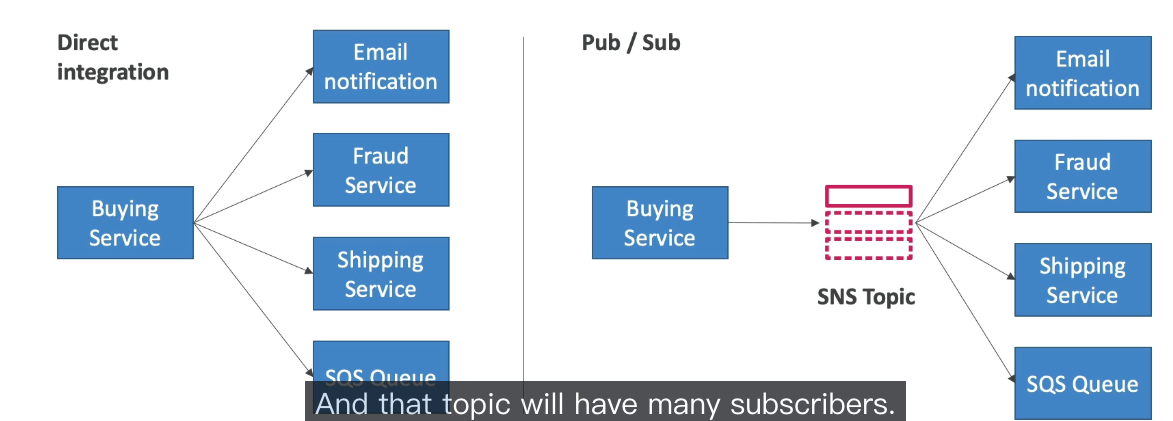 Direct
integration
Email
notification
Fraud
Service
Buying
Service
Shipping
Service
SQS Queue
Pub / Sub
Buying
Service
SNS Topic
Email
notification
Fraud
Service
Shipping
Service
SQS Queue
And that topic will have many subscribers.